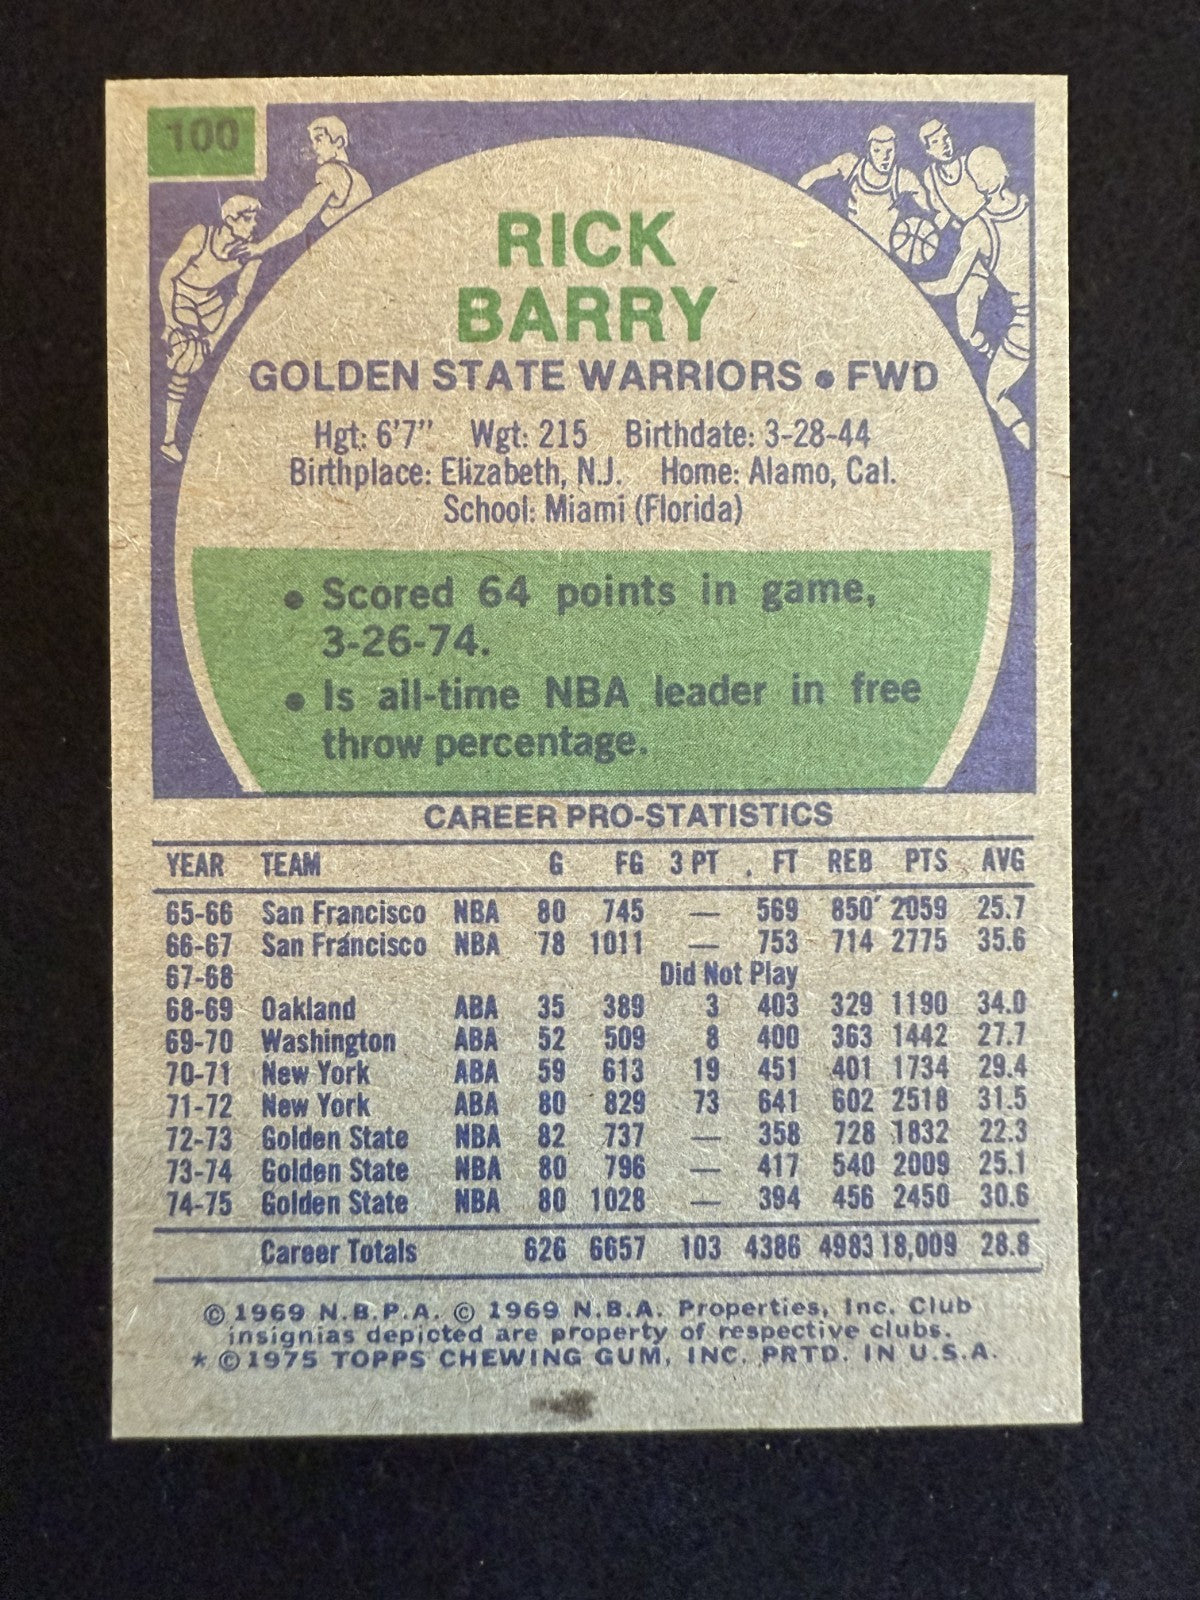 100
RICK
BARRY
GOLDEN STATE WARRIORS • FWD
Hgt: 6'7" Wgt: 215 Birthdate: 3-28-44
Birthplace: Elizabeth, N.J. Home: Alamo, Cal.
School: Miami (Florida)
• Scored 64 points in game,
3-26-74.
• Is all-time NBA leader in free
throw percentage.
CAREER PRO-STATISTICS
YEAR TEAM G FG 3 PT FT REB PTS AVG
65-66 San Francisco NBA 80 745 — 569 850 2059 25.7
66-67 San Francisco NBA 78 1011 — 753 714 2775 35.6
67-68 Did Not Play
68-69 Oakland ABA 35 389 3 403 329 1190 34.0
69-70 Washington ABA 52 509 8 400 363 1442 27.7
70-71 New York ABA 59 613 19 451 401 1734 29.4
71-72 New York ABA 80 829 73 641 602 2518 31.5
72-73 Golden State NBA 82 737 — 358 728 1832 22.3
73-74 Golden State NBA 80 796 — 417 540 2009 25.1
74-75 Golden State NBA 80 1028 — 394 456 2450 30.6
Career Totals 626 6657 103 4386 4983 18,009 28.8
© 1969 N.B.P.A. © 1969 N.B.A. Properties, Inc. Club
insignias depicted are property of respective clubs.
* © 1975 TOPPS CHEWING GUM, INC. PRTD. IN U.S.A.